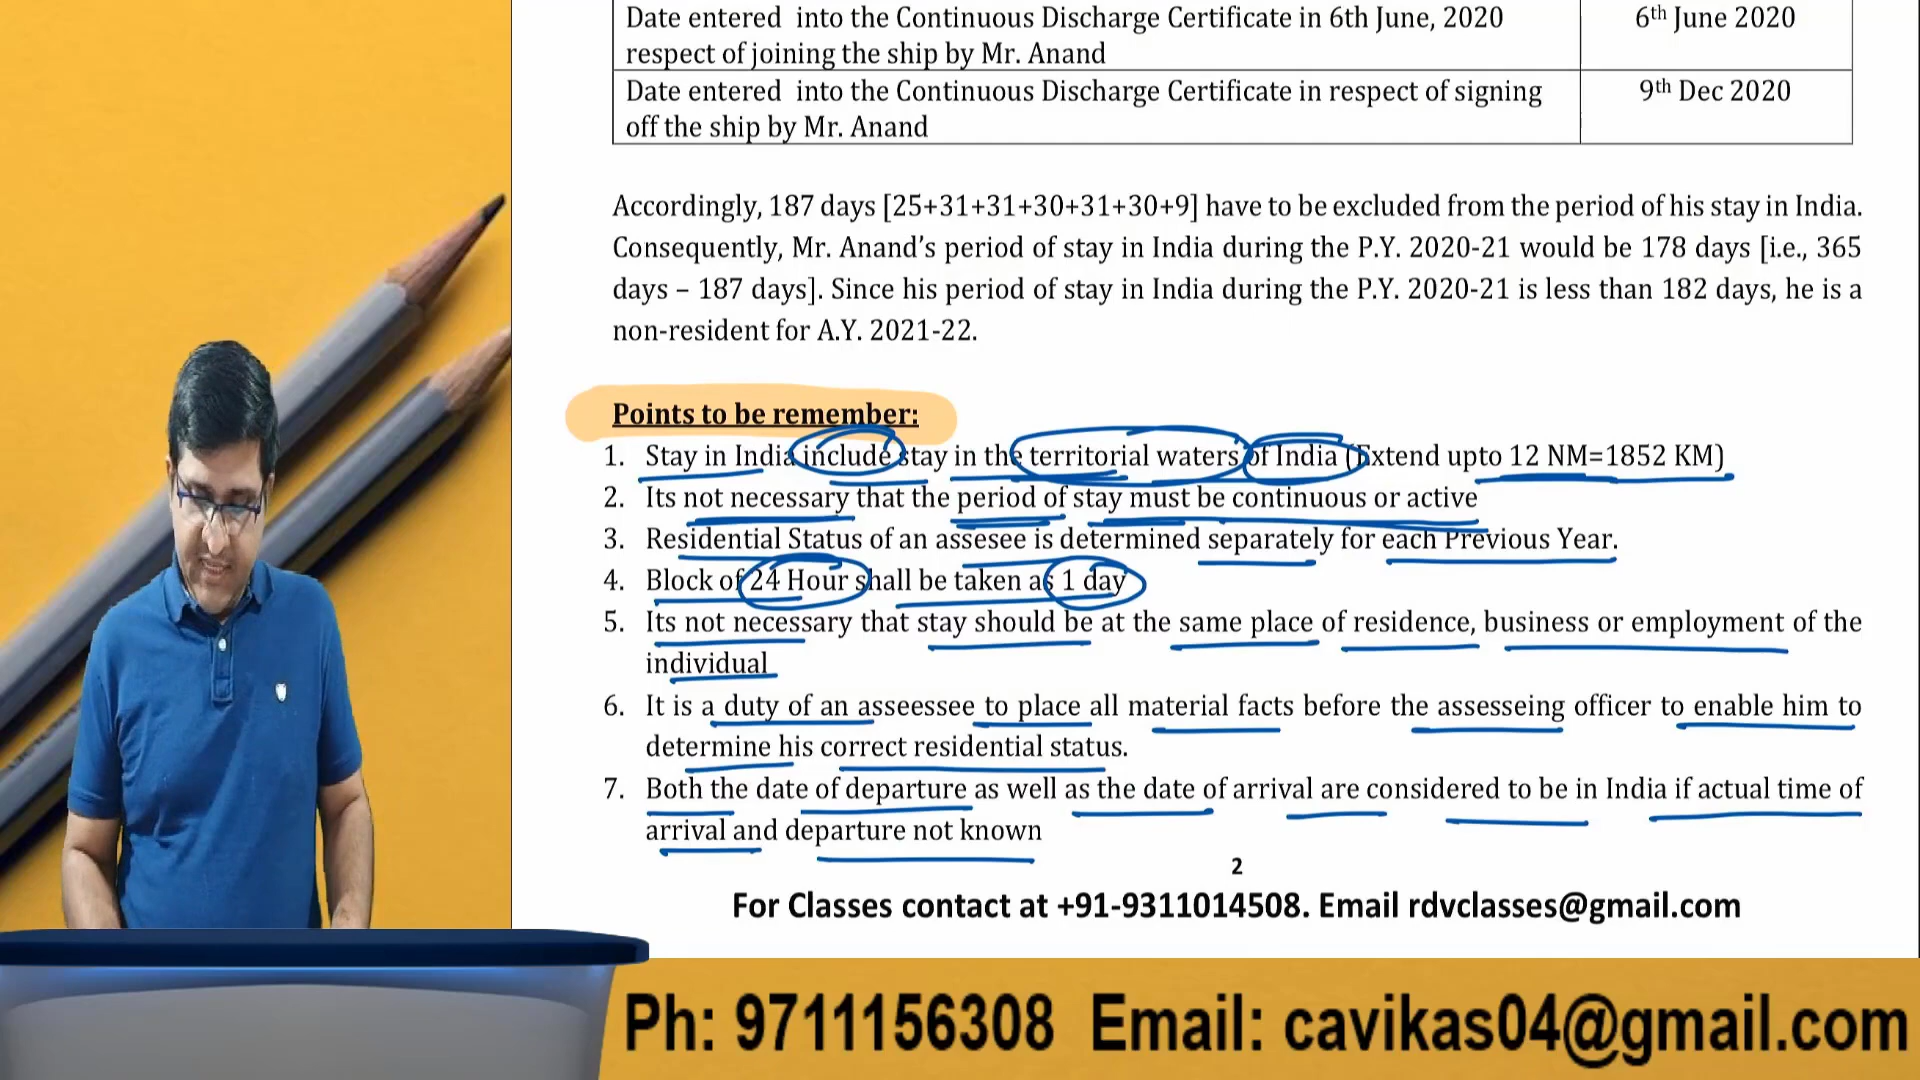 Date entered into the Continuous Discharge Certificate in 6th June, 2020
respect of joining the ship by Mr. Anand
6th June 2020
Date entered into the Continuous Discharge Certificate in respect of signing
off the ship by Mr. Anand
9th Dec 2020
Accordingly, 187 days [25+31+31+30+31+30+9] have to be excluded from the period of his stay in India.
Consequently, Mr. Anand’s period of stay in India during the P.Y. 2020-21 would be 178 days [i.e., 365
days – 187 days]. Since his period of stay in India during the P.Y. 2020-21 is less than 182 days, he is a
non-resident for A.Y. 2021-22.
Points to be remember:
1. Stay in India include stay in the territorial waters of India (Extend upto 12 NM=1852 KM)
2. Its not necessary that the period of stay must be continuous or active
3. Residential Status of an assesee is determined separately for each Previous Year.
4. Block of 24 Hour shall be taken as 1 day
5. Its not necessary that stay should be at the same place of residence, business or employment of the
individual
6. It is a duty of an asseessee to place all material facts before the assesseing officer to enable him to
determine his correct residential status.
7. Both the date of departure as well as the date of arrival are considered to be in India if actual time of
arrival and departure not known
2
For Classes contact at +91-9311014508. Email rdvclasses@gmail.com
Ph: 9711156308 Email: cavikas04@gmail.com